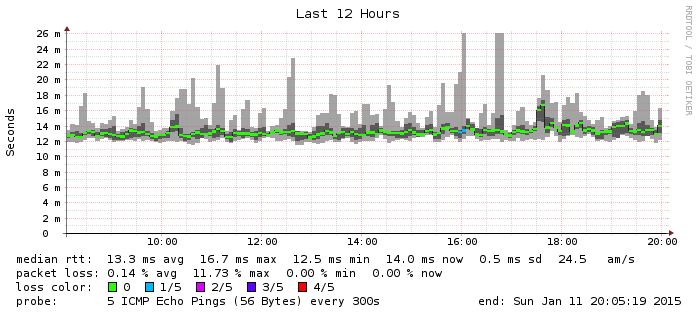 Last 12 Hours
RRDTOOL / TOBI OETIKER
Seconds
26 m
24 m
22 m
20 m
18 m
16 m
14 m
12 m
10 m
8 m
6 m
4 m
2 m
0
10:00 12:00 14:00 16:00 18:00 20:00
median rtt: 13.3 ms avg 16.7 ms max 12.5 ms min 14.0 ms now 0.5 ms sd 24.5 am/s
packet loss: 0.14 % avg 11.73 % max 0.00 % min 0.00 % now
loss color: 0 1/5 2/5 3/5 4/5
probe: 5 ICMP Echo Pings (56 Bytes) every 300s end: Sun Jan 11 20:05:19 2015